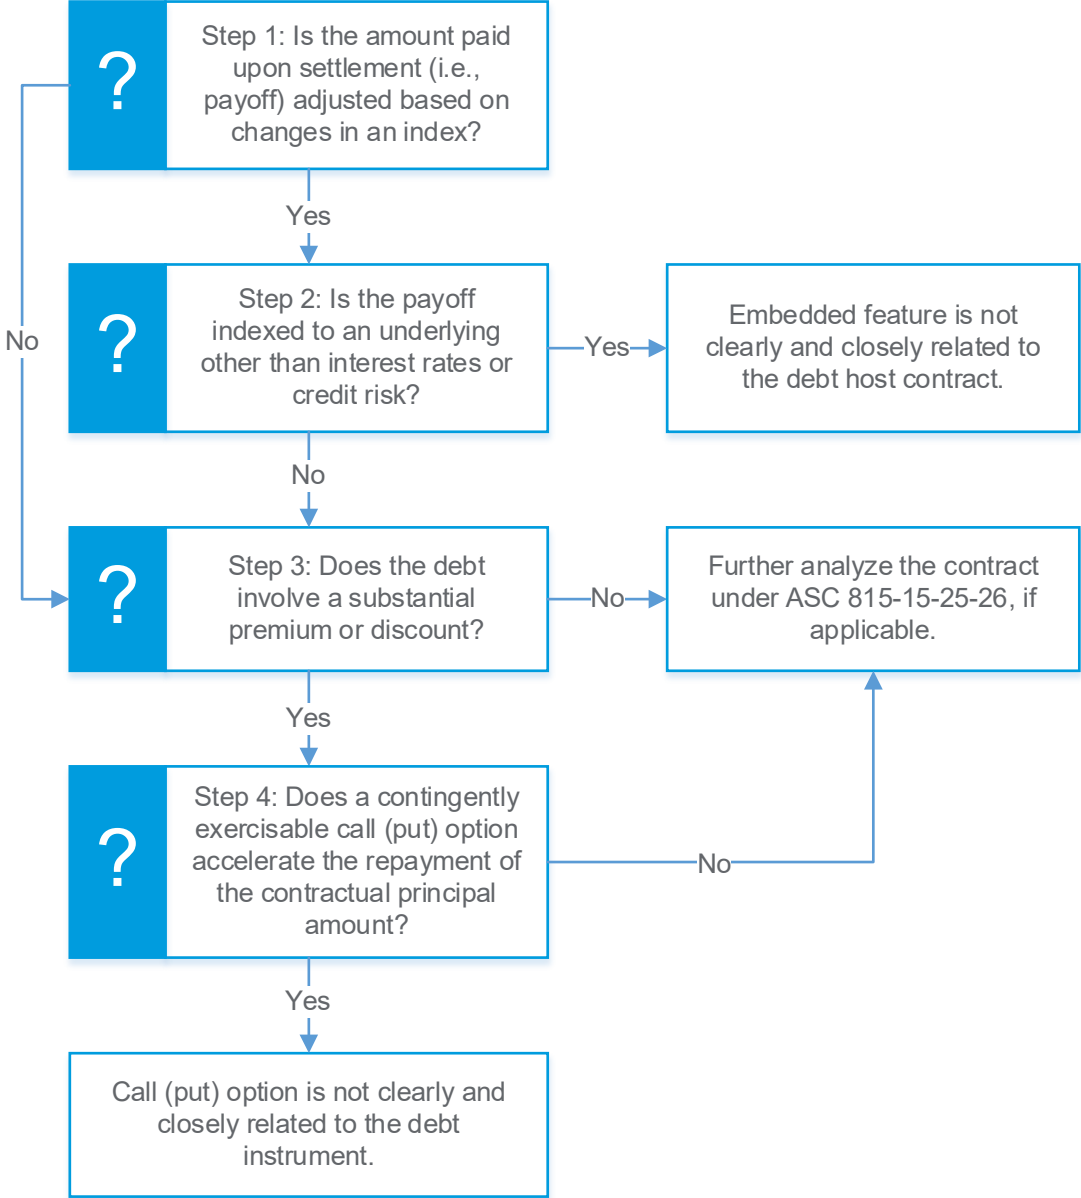 ?
Step 1: Is the amount paid
upon settlement (i.e.,
payoff) adjusted based on
changes in an index?
Yes
No
?
Step 2: Is the payoff
indexed to an underlying
other than interest rates or
credit risk?
Yes
Embedded feature is not
clearly and closely related to
the debt host contract.
No
?
Step 3: Does the debt
involve a substantial
premium or discount?
No
Further analyze the contract
under ASC 815-15-25-26, if
applicable.
Yes
?
Step 4: Does a contingently
exercisable call (put) option
accelerate the repayment of
the contractual principal
amount?
No
Yes
Call (put) option is not clearly and
closely related to the debt
instrument.